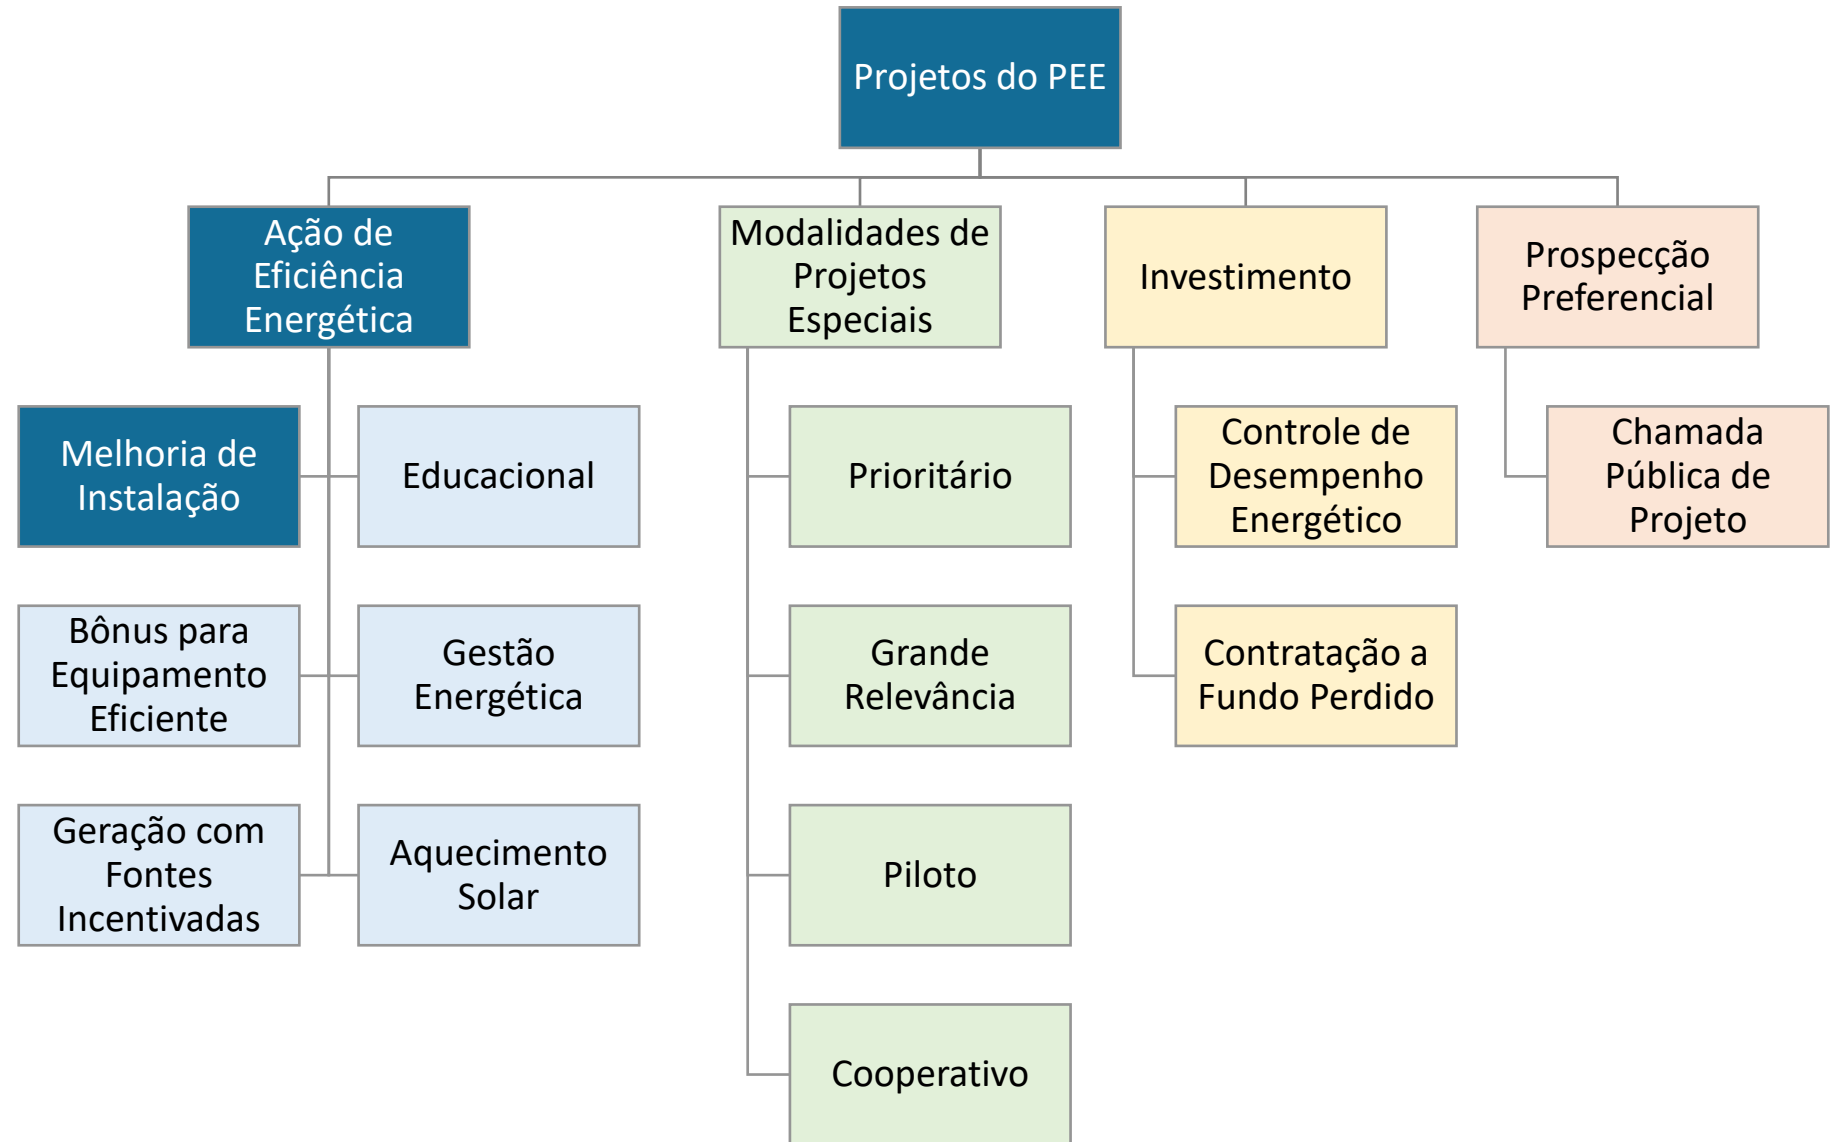 Projetos do PEE
Ação de
Eficiência
Energética
Modalidades de
Projetos
Especiais
Investimento
Prospecção
Preferencial
Melhoria de
Instalação
Educacional
Prioritário
Controle de
Desempenho
Energético
Chamada
Pública de
Projeto
Bônus para
Equipamento
Eficiente
Gestão
Energética
Grande
Relevância
Contratação a
Fundo Perdido
Geração com
Fontes
Incentivadas
Aquecimento
Solar
Piloto
Cooperativo